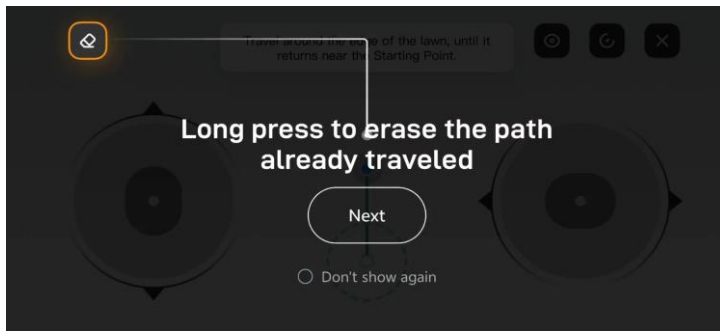 Travel around the edge of the lawn, until it
returns near the Starting Point.
Long press to erase the path
already traveled
Next
Don't show again